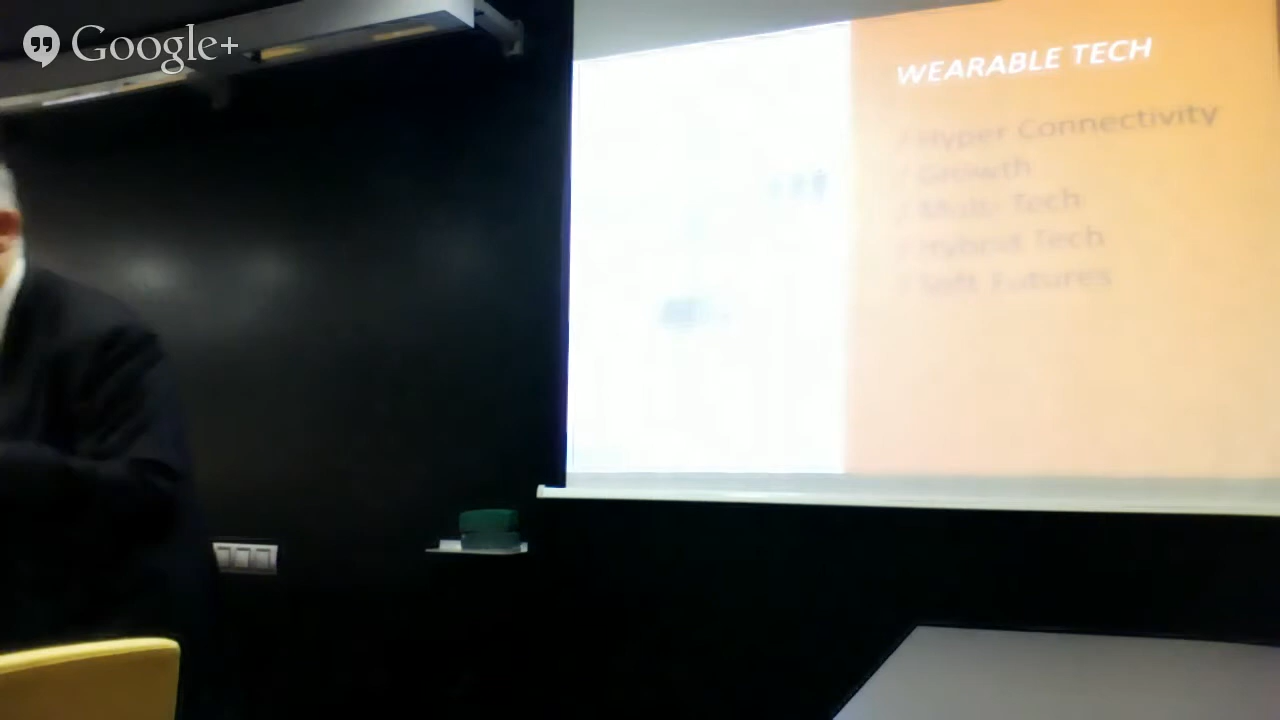 Google+
WEARABLE TECH
/ Hyper Connectivity
/ Growth
/ Multi Tech
/ Hybrid Tech
/ Soft Futures